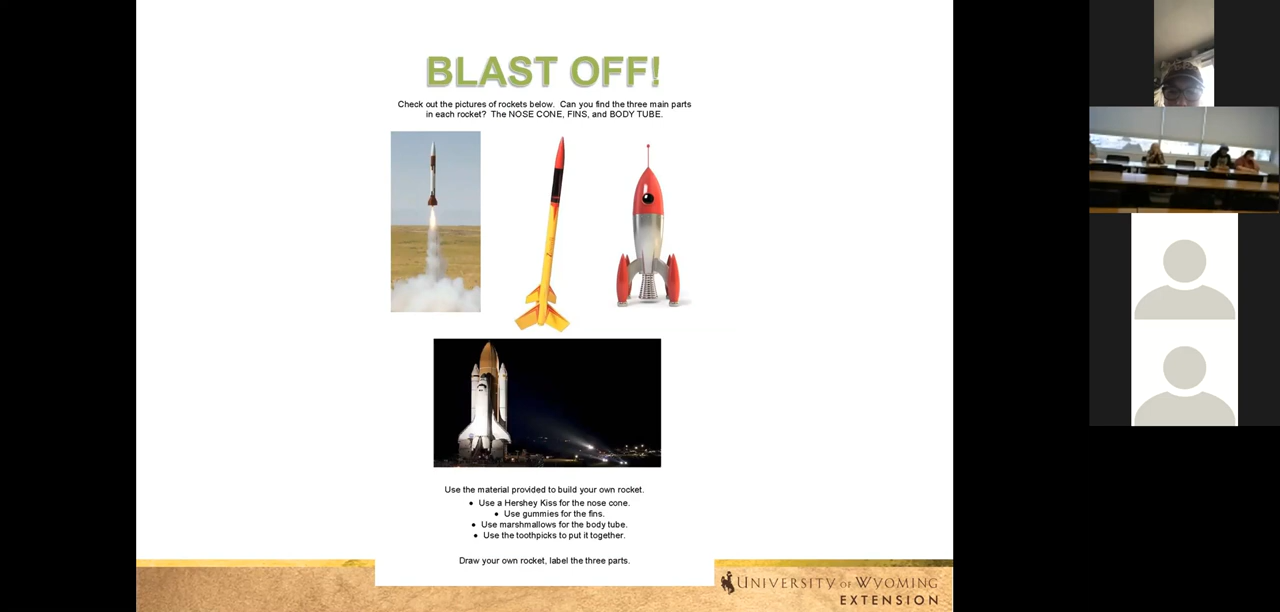 BLAST OFF!
Check out the pictures of rockets below. Can you find the three main parts
in each rocket? The NOSE CONE, FINS, and BODY TUBE.
Use the material provided to build your own rocket.
• Use a Hershey Kiss for the nose cone.
• Use gummies for the fins.
• Use marshmallows for the body tube.
• Use the toothpicks to put it together.
Draw your own rocket, label the three parts.
UNIVERSITY OF WYOMING
EXTENSION